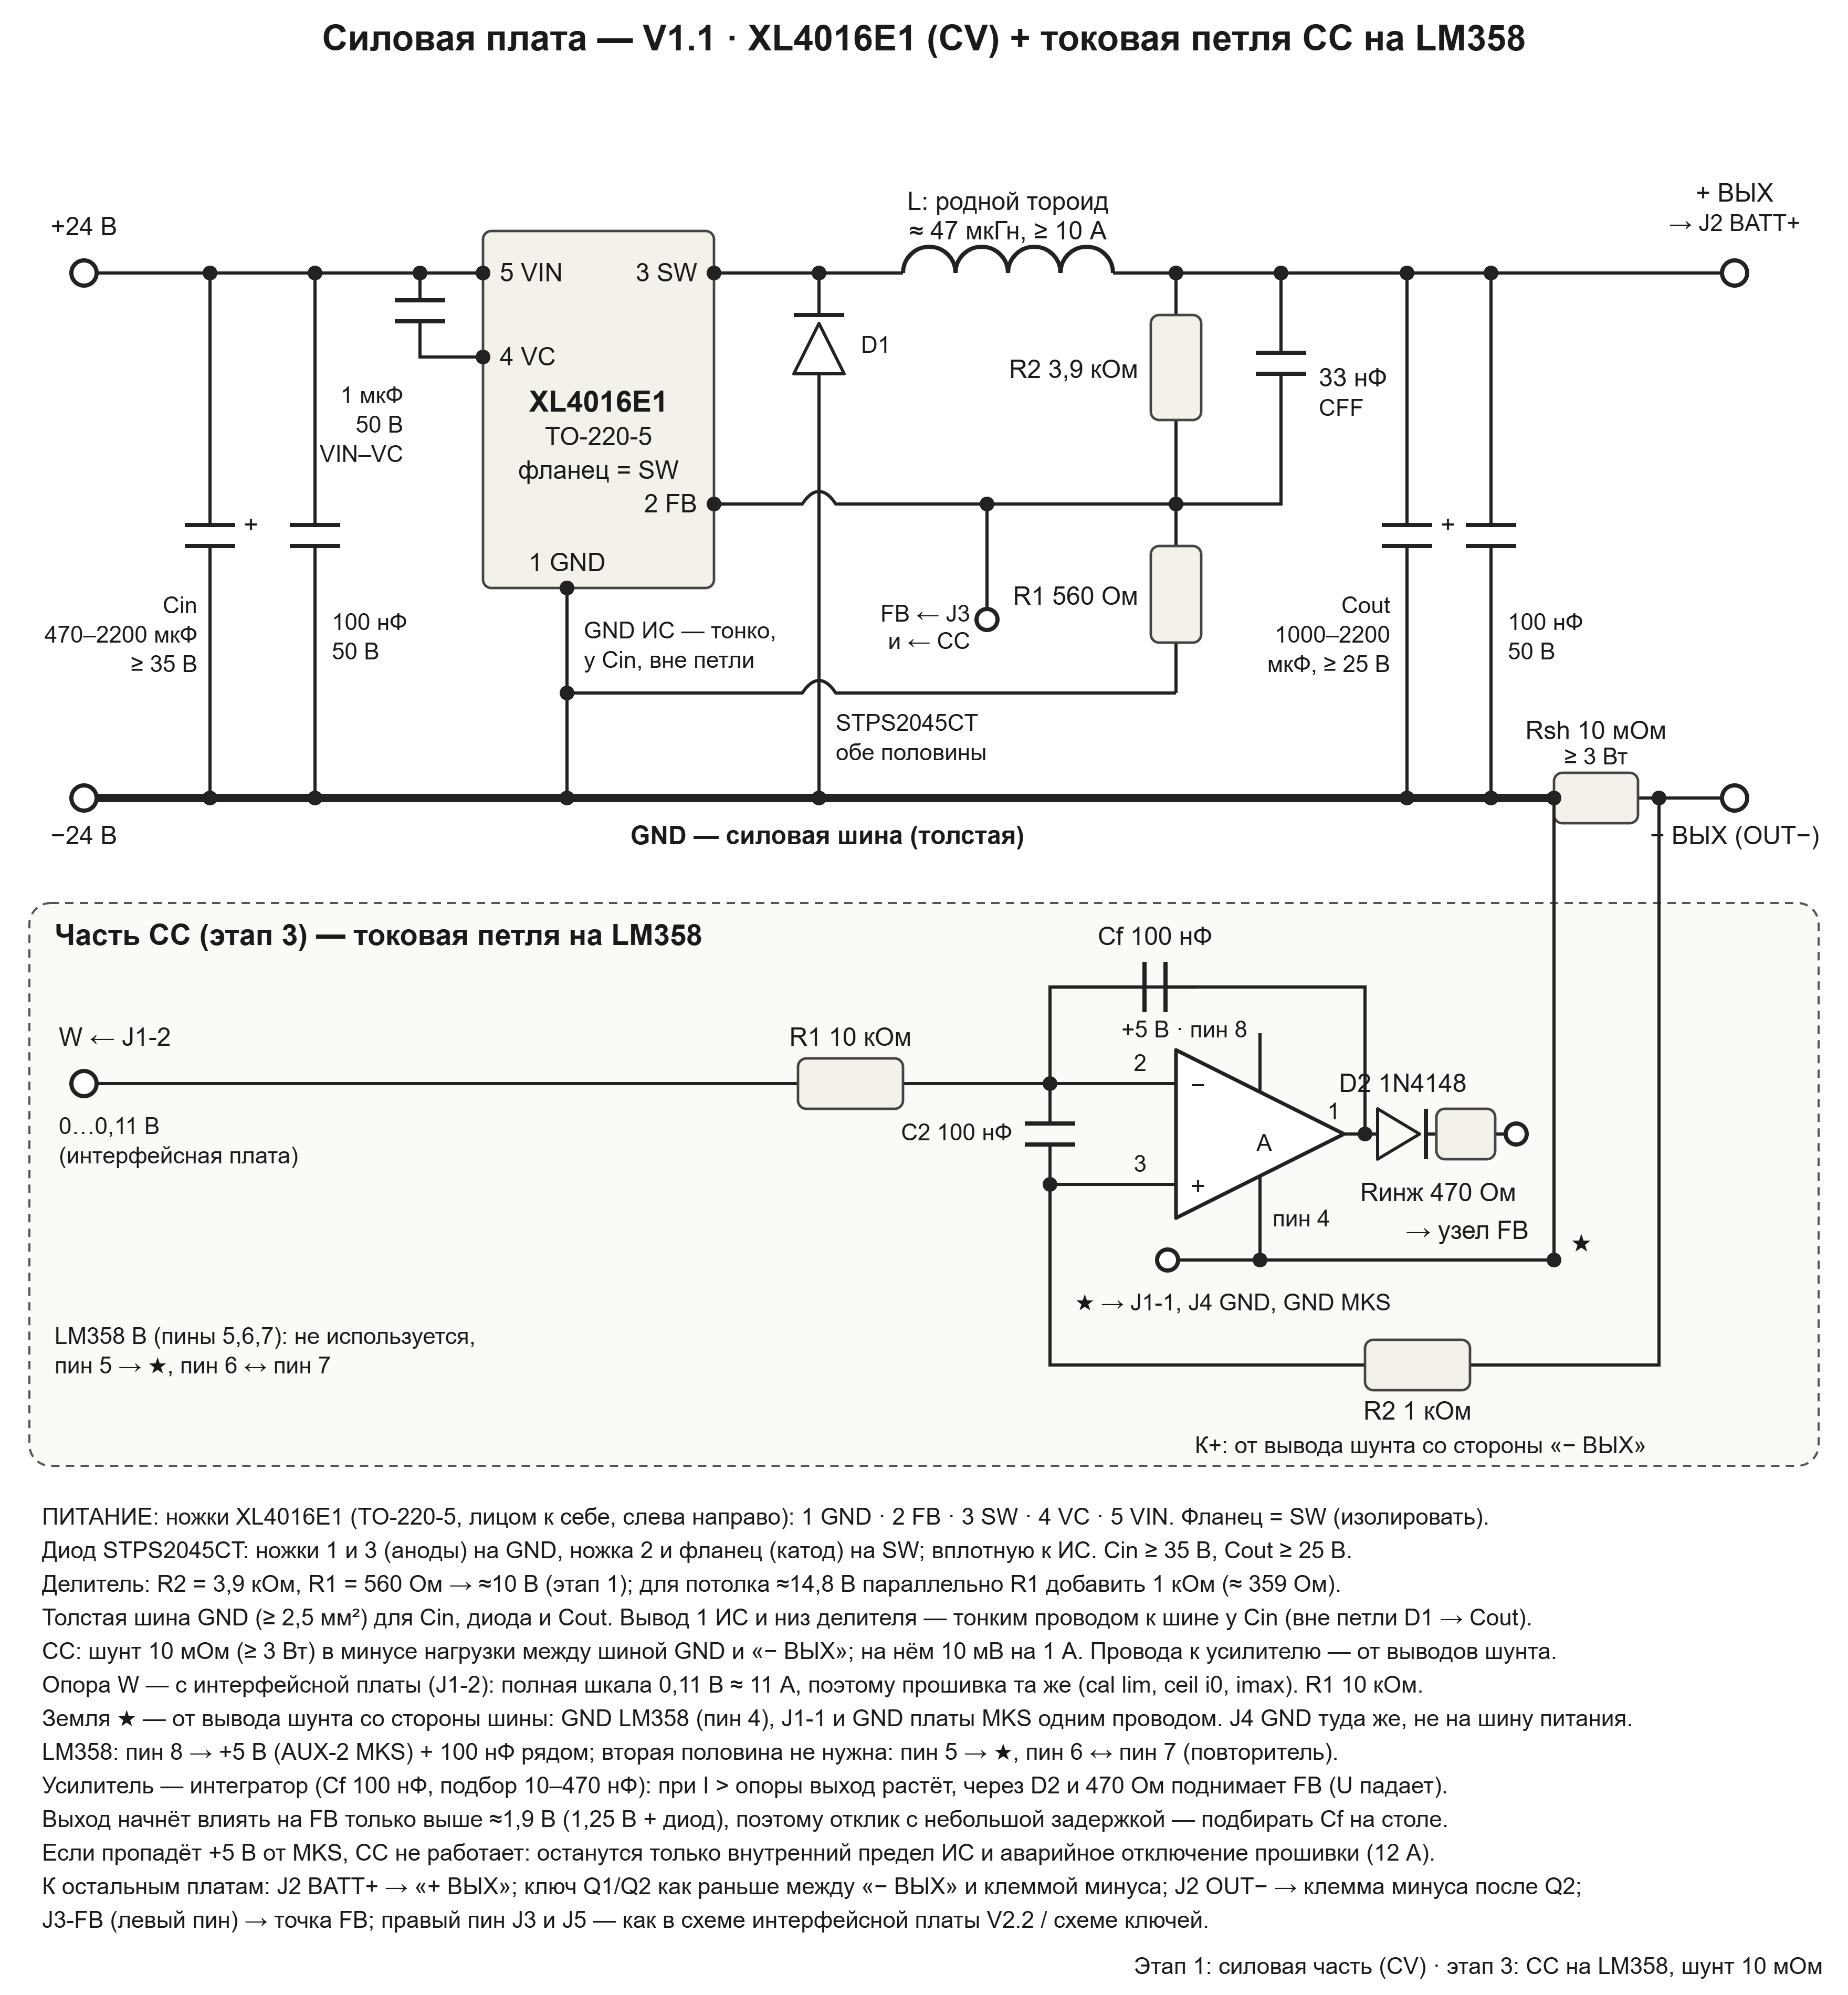 Силовая плата — V1.1 · XL4016E1 (CV) + токовая петля CC на LM358
L: родной тороид
≈ 47 мкГн, ≥ 10 А
+ ВЫХ
→ J2 BATT+
+24 В
5 VIN
3 SW
4 VC
D1
R2 3,9 кОм
33 нФ
CFF
1 мкФ
50 В
VIN–VC
XL4016E1
TO-220-5
фланец = SW
2 FB
+
+
1 GND
Cin
470–2200 мкФ
≥ 35 В
100 нФ
50 В
GND ИС — тонко,
у Cin, вне петли
FB ← J3
и ← CC
R1 560 Ом
Cout
1000–2200
мкФ, ≥ 25 В
100 нФ
50 В
STPS2045CT
обе половины
Rsh 10 мОм
≥ 3 Вт
−24 В
GND — силовая шина (толстая)
− ВЫХ (OUT−)
Часть CC (этап 3) — токовая петля на LM358
Cf 100 нФ
W ← J1-2
R1 10 кОм
+5 В · пин 8
2
−
D2 1N4148
0…0,11 В
(интерфейсная плата)
C2 100 нФ
1
A
3
+
Rинж 470 Ом
→ узел FB
пин 4
★
★ → J1-1, J4 GND, GND MKS
LM358 B (пины 5,6,7): не используется,
пин 5 → ★, пин 6 ↔ пин 7
R2 1 кОм
К+: от вывода шунта со стороны «− ВЫХ»
ПИТАНИЕ: ножки XL4016E1 (TO-220-5, лицом к себе, слева направо): 1 GND · 2 FB · 3 SW · 4 VC · 5 VIN. Фланец = SW (изолировать).
Диод STPS2045CT: ножки 1 и 3 (аноды) на GND, ножка 2 и фланец (катод) на SW; вплотную к ИС. Cin ≥ 35 В, Cout ≥ 25 В.
Делитель: R2 = 3,9 кОм, R1 = 560 Ом → ≈10 В (этап 1); для потолка ≈14,8 В параллельно R1 добавить 1 кОм (≈ 359 Ом).
Толстая шина GND (≥ 2,5 мм²) для Cin, диода и Cout. Вывод 1 ИС и низ делителя — тонким проводом к шине у Cin (вне петли D1 → Cout).
CC: шунт 10 мОм (≥ 3 Вт) в минусе нагрузки между шиной GND и «− ВЫХ»; на нём 10 мВ на 1 А. Провода к усилителю — от выводов шунта.
Опора W — с интерфейсной платы (J1-2): полная шкала 0,11 В ≈ 11 А, поэтому прошивка та же (cal lim, ceil i0, imax). R1 10 кОм.
Земля ★ — от вывода шунта со стороны шины: GND LM358 (пин 4), J1-1 и GND платы MKS одним проводом. J4 GND туда же, не на шину питания.
LM358: пин 8 → +5 В (AUX-2 MKS) + 100 нФ рядом; вторая половина не нужна: пин 5 → ★, пин 6 ↔ пин 7 (повторитель).
Усилитель — интегратор (Cf 100 нФ, подбор 10–470 нФ): при I > опоры выход растёт, через D2 и 470 Ом поднимает FB (U падает).
Выход начнёт влиять на FB только выше ≈1,9 В (1,25 В + диод), поэтому отклик с небольшой задержкой — подбирать Cf на столе.
Если пропадёт +5 В от MKS, CC не работает: останутся только внутренний предел ИС и аварийное отключение прошивки (12 А).
К остальным платам: J2 BATT+ → «+ ВЫХ»; ключ Q1/Q2 как раньше между «− ВЫХ» и клеммой минуса; J2 OUT− → клемма минуса после Q2;
J3-FB (левый пин) → точка FB; правый пин J3 и J5 — как в схеме интерфейсной платы V2.2 / схеме ключей.
Этап 1: силовая часть (CV) · этап 3: CC на LM358, шунт 10 мОм